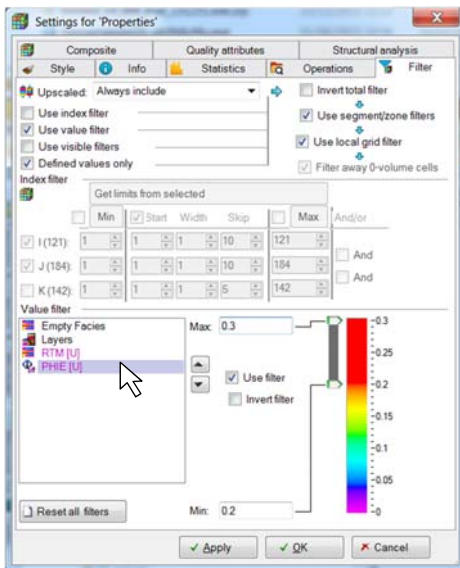 Settings for 'Properties'
Composite Quality attributes Structural analysis
Style Info Statistics Operations Filter
Upscaled: Always include
Invert total filter
Use index filter
Use segment/zone filters
Use value filter
Use visible filters
Use local grid filter
Defined values only
Filter away 0-volume cells
Index filter
Get limits from selected
Min Start Width Skip Max And/or
I (121): 1 1 1 10 121
And
J (184): 1 1 1 10 184
And
K (142): 1 1 1 5 142
Value filter
Empty Facies
Layers
RTM [U]
PHIE [U]
Max: 0.3
Use filter
Invert filter
Min: 0.2
0.3
0.25
0.2
0.15
0.1
0.05
0
Reset all filters
Apply OK Cancel